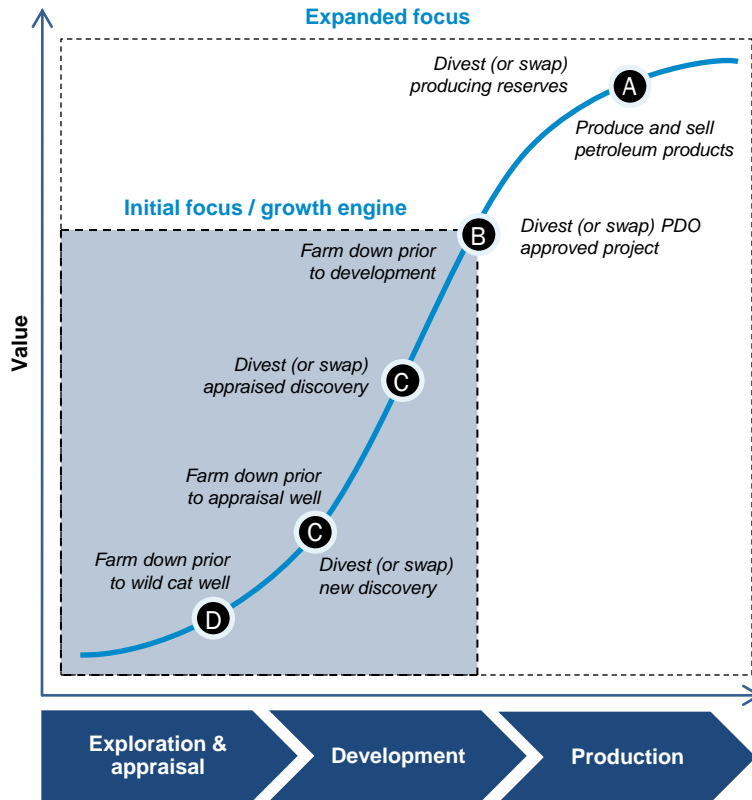 Expanded focus
Divest (or swap)
producing reserves
A
Produce and sell
petroleum products
Initial focus / growth engine
B
Divest (or swap) PDO
approved project
Farm down prior
to development
Value
Divest (or swap)
appraised discovery
C
Farm down prior
to appraisal well
C
Divest (or swap)
new discovery
Farm down prior
to wild cat well
D
Exploration &
appraisal
Development
Production